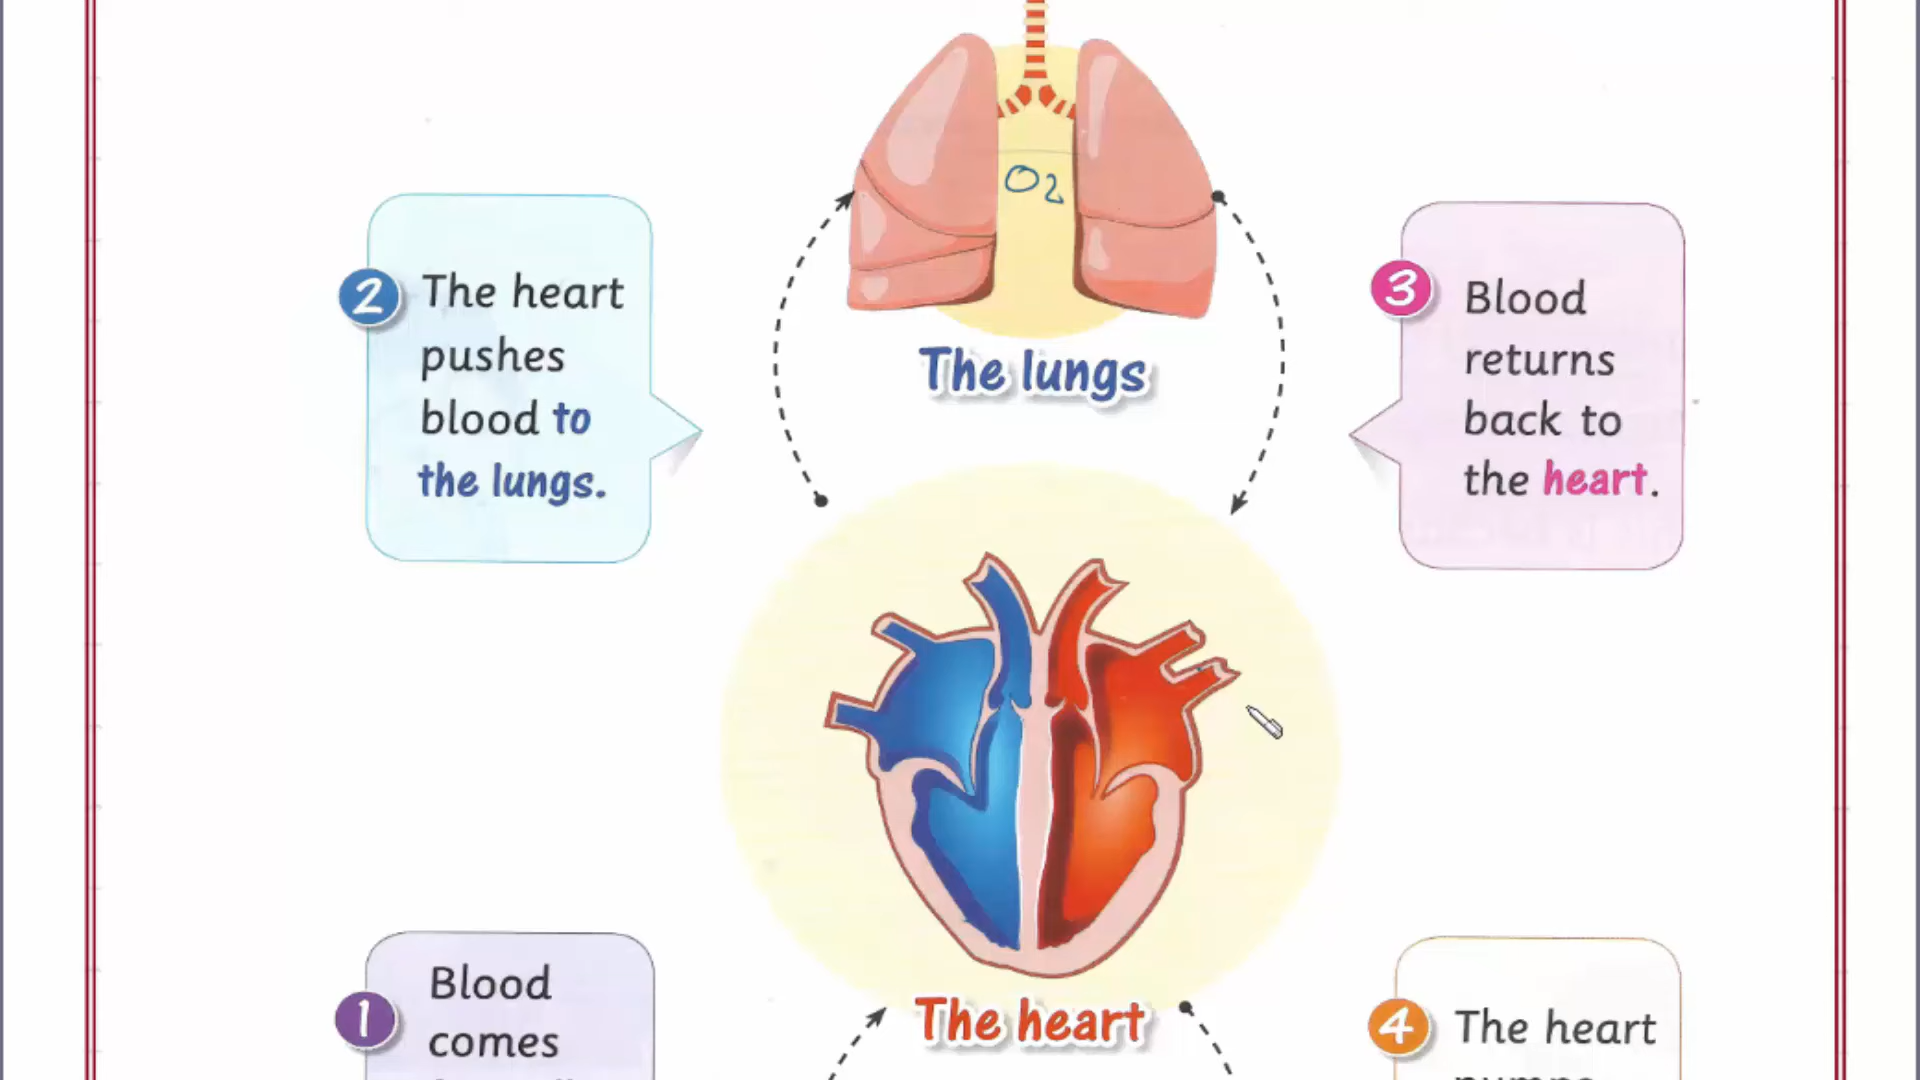 O2
2
The heart
pushes
blood to
the lungs.
The lungs
3
Blood
returns
back to
the heart.
1
Blood
comes
The heart
4
The heart